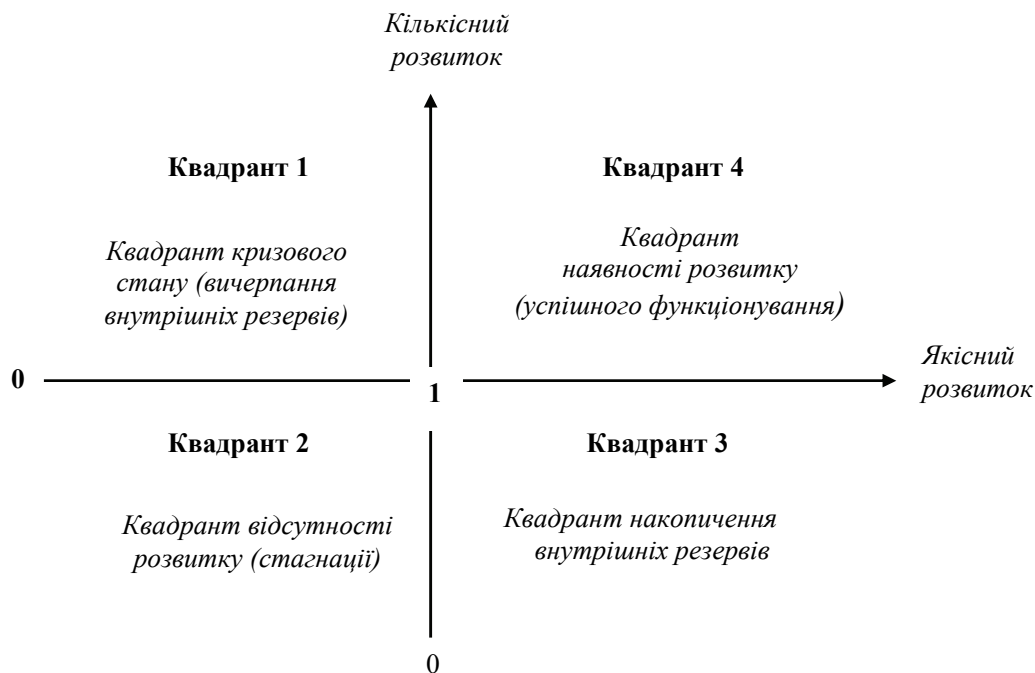 Кількісний
розвиток
Квадрант 1
Квадрант 4
Квадрант кризового
стану (вичерпання
внутрішніх резервів)
Квадрант
наявності розвитку
(успішного функціонування)
0
1
Якісний
розвиток
Квадрант 2
Квадрант 3
Квадрант відсутності
розвитку (стагнації)
Квадрант накопичення
внутрішніх резервів
0